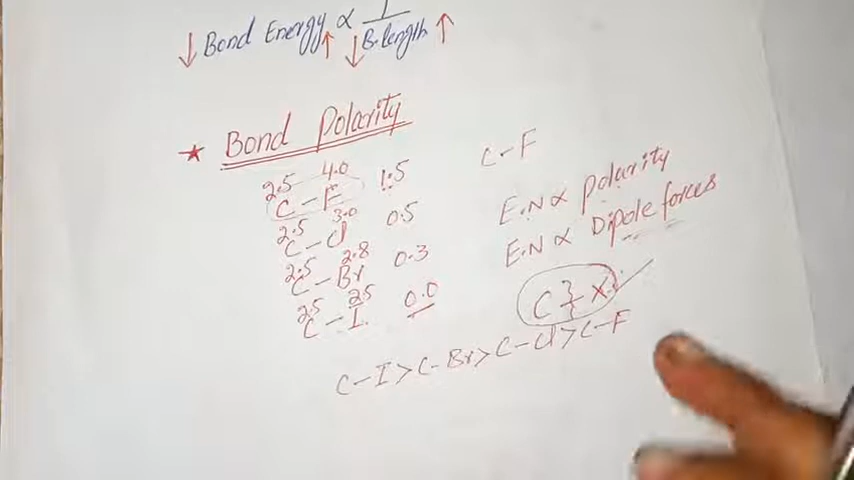 ↓ Bond Energy ↑ ∝ 1 / ↓ B.length ↑
★ Bond Polarity
2.5 4.0
C-F 1.5
2.5 3.0
C-Cl 0.5
2.5 2.8
C-Br 0.3
2.5 2.5
C-I 0.0
C-F
E.N ∝ polarity
E.N ∝ Dipole forces
C-X ✓
C-I > C-Br > C-Cl > C-F